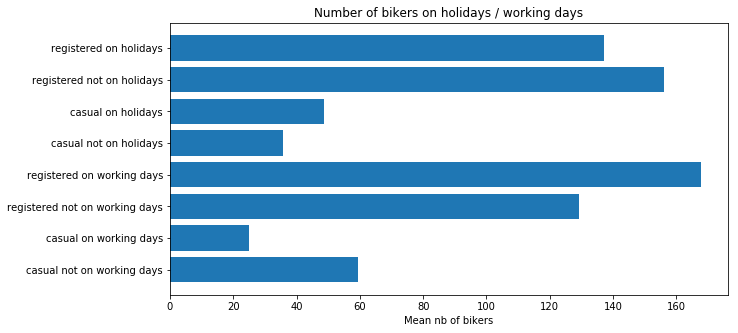 Number of bikers on holidays / working days
registered on holidays
registered not on holidays
casual on holidays
casual not on holidays
registered on working days
registered not on working days
casual on working days
casual not on working days
0 20 40 60 80 100 120 140 160
Mean nb of bikers